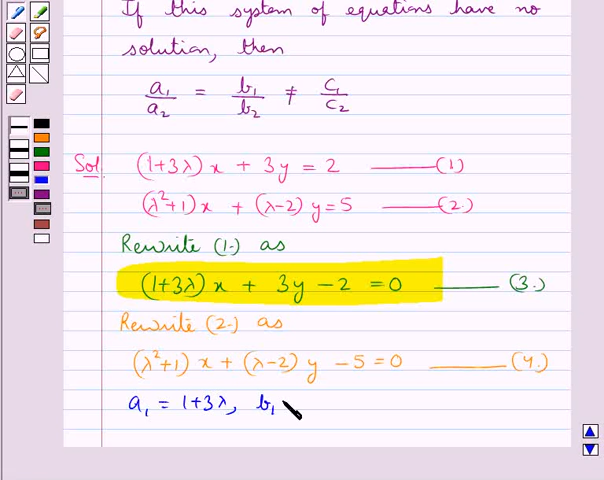 If this system of equations have no
solution, then
a₁/a₂ = b₁/b₂ ≠ c₁/c₂
Sol. (1+3λ)x + 3y = 2 ———(1)
(λ²+1)x + (λ-2)y=5 ———(2.)
Rewrite (1.) as
(1+3λ)x + 3y - 2 = 0 ———(3.)
Rewrite (2.) as
(λ²+1)x + (λ-2)y - 5=0 ———(4.)
a₁ = 1+3λ, b₁